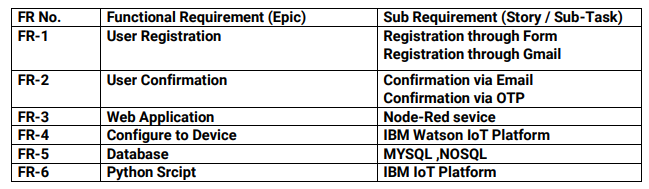 FR No. Functional Requirement (Epic) Sub Requirement (Story / Sub-Task)
FR-1 User Registration Registration through Form
Registration through Gmail
FR-2 User Confirmation Confirmation via Email
Confirmation via OTP
FR-3 Web Application Node-Red sevice
FR-4 Configure to Device IBM Watson IoT Platform
FR-5 Database MYSQL ,NOSQL
FR-6 Python Srcipt IBM IoT Platform